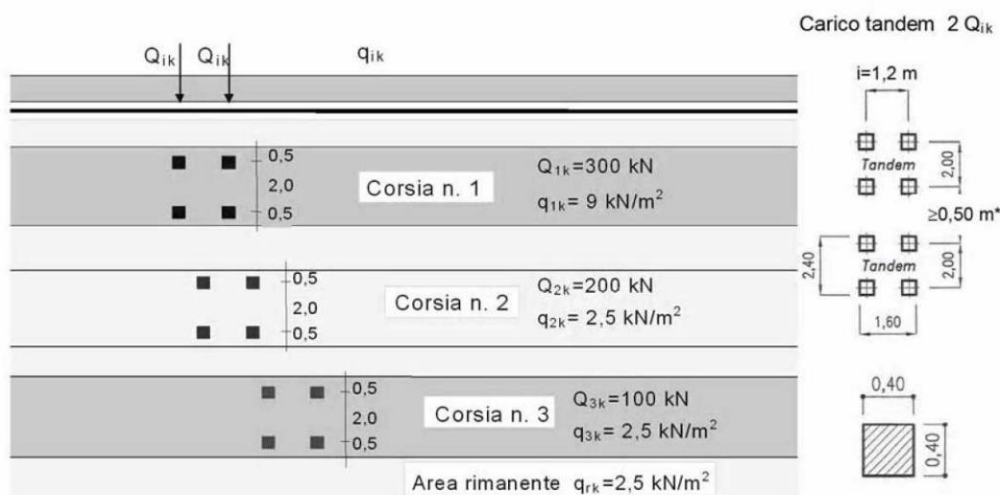 Carico tandem 2 Qik
Qik Qik qik
i=1,2 m
0,5
2,0
0,5
Corsia n. 1
Q1k=300 kN
q1k= 9 kN/m²
Tandem
2,00
≥0,50 m*
0,5
2,0
0,5
Corsia n. 2
Q2k=200 kN
q2k= 2,5 kN/m²
2,40
Tandem
2,00
1,60
0,5
2,0
0,5
Corsia n. 3
Q3k=100 kN
q3k= 2,5 kN/m²
0,40
0,40
Area rimanente qrk=2,5 kN/m²